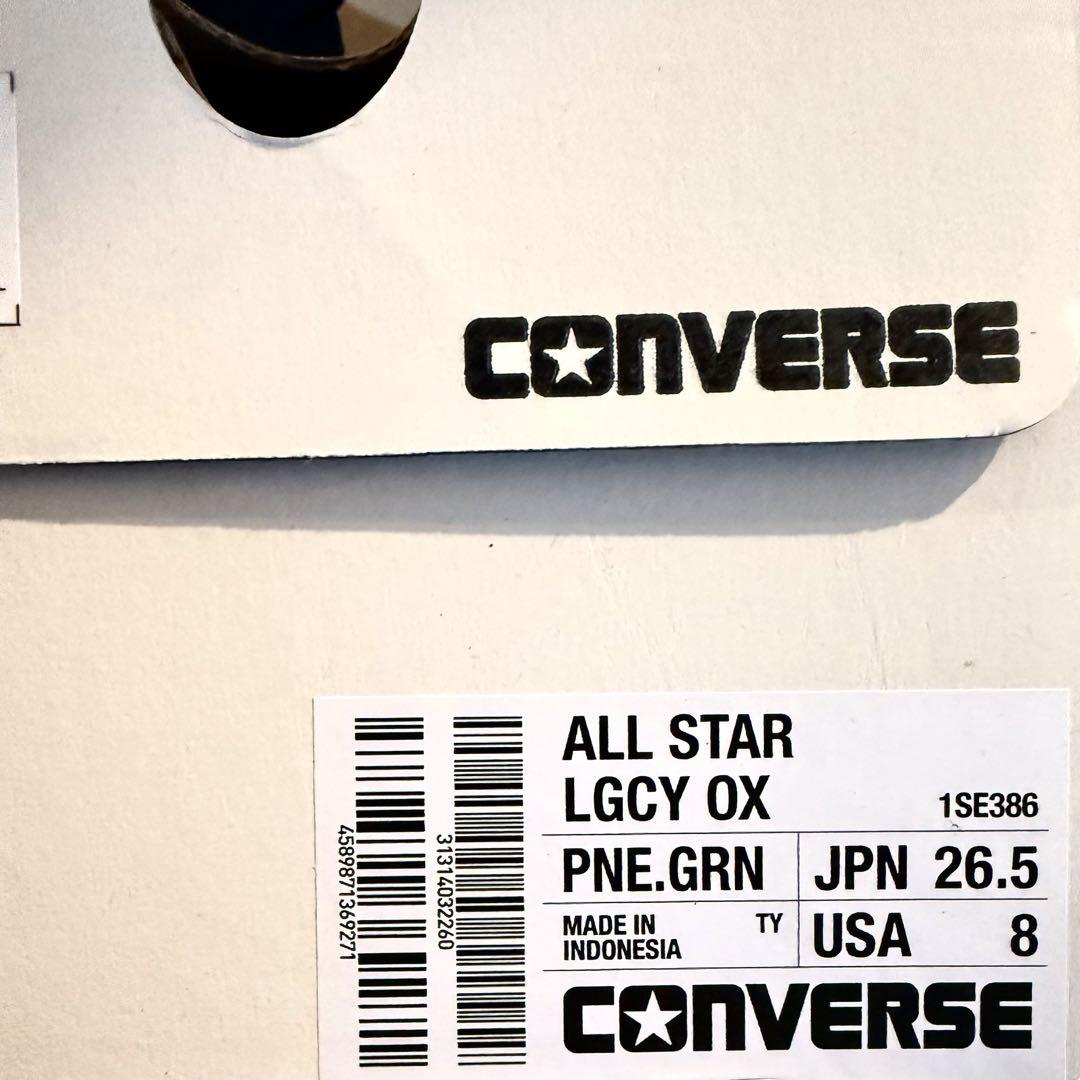 CONVERSE
ALL STAR
LGCY OX
1SE386
PNE.GRN
JPN 26.5
MADE IN
INDONESIA
TY
USA 8
CONVERSE
4589871369271
31314032260